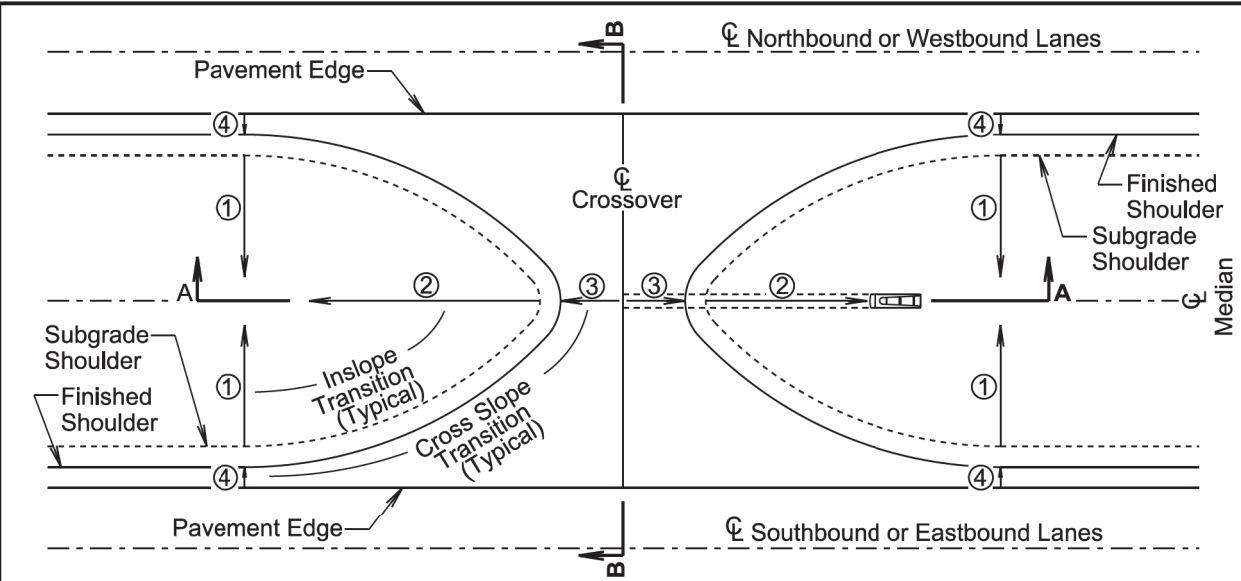 B
℄ Northbound or Westbound Lanes
Pavement Edge
④
④
℄
Crossover
①
①
Finished
Shoulder
Subgrade
Shoulder
A
②
③
③
②
A
℄
Median
Subgrade
Shoulder
Inslope
Transition
(Typical)
①
①
Finished
Shoulder
Cross Slope
Transition
(Typical)
④
④
Pavement Edge
℄ Southbound or Eastbound Lanes
B